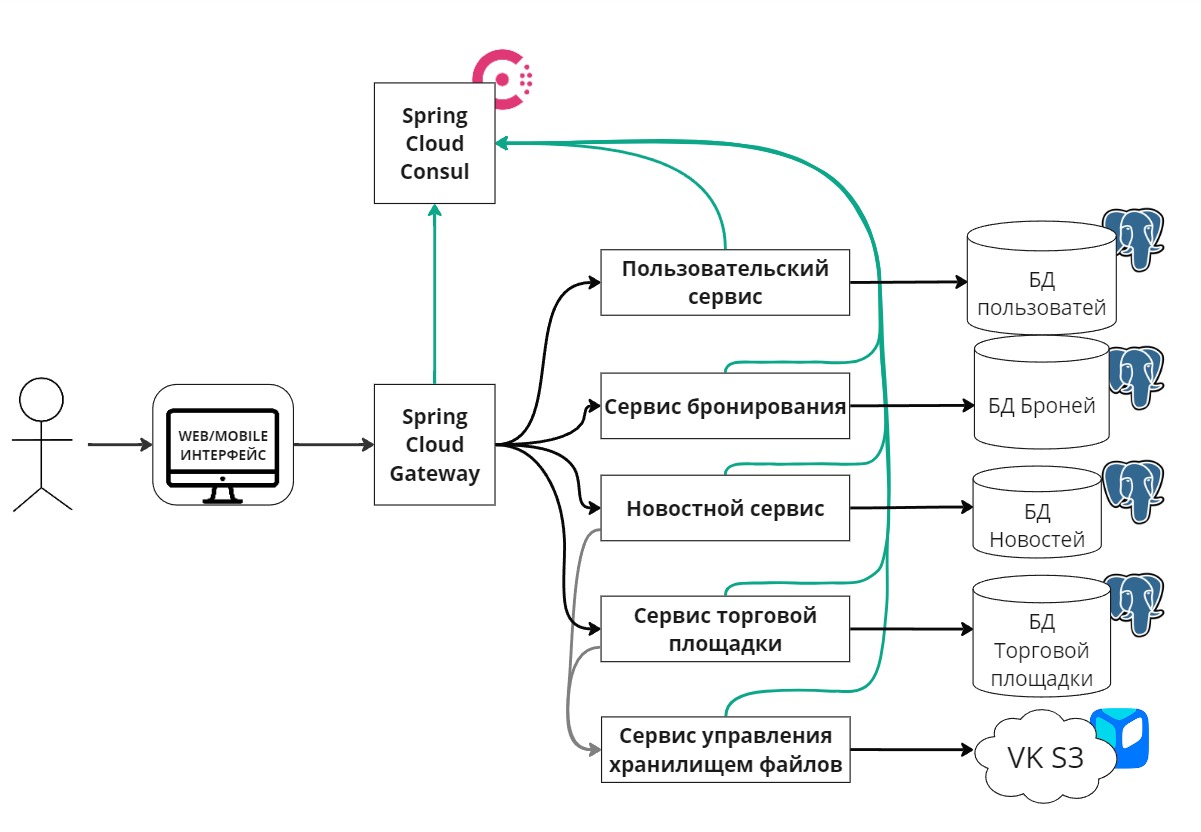 Spring
Cloud
Consul
Пользовательский
сервис
БД
пользоватей
WEB/MOBILE
ИНТЕРФЕЙС
Spring
Cloud
Gateway
Сервис бронирования
БД Броней
Новостной сервис
БД
Новостей
Сервис торговой
площадки
БД
Торговой
площадки
Сервис управления
хранилищем файлов
VK S3